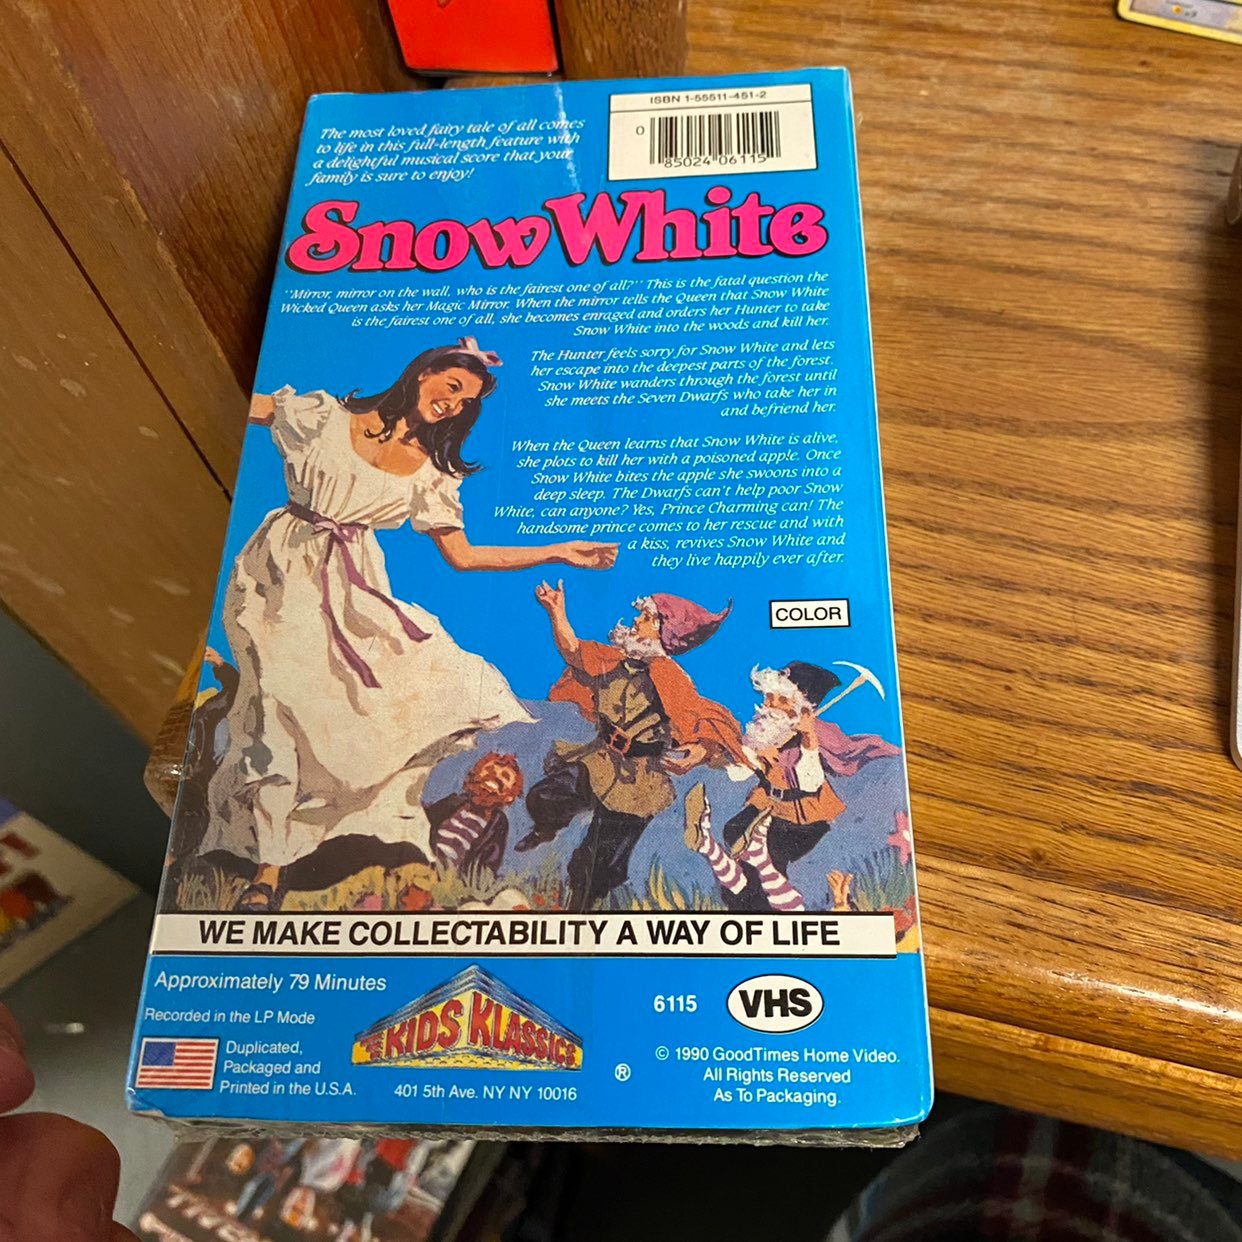 ISBN 1-55511-451-2
0
85024 06115
The most loved fairy tale of all comes
to life in this full-length feature with
a delightful musical score that your
family is sure to enjoy!
Snow White
"Mirror, mirror on the wall, who is the fairest one of all?" This is the fatal question the
Wicked Queen asks her Magic Mirror. When the mirror tells the Queen that Snow White
is the fairest one of all, she becomes enraged and orders her Hunter to take
Snow White into the woods and kill her.
The Hunter feels sorry for Snow White and lets
her escape into the deepest parts of the forest.
Snow White wanders through the forest until
she meets the Seven Dwarfs who take her in
and befriend her.
When the Queen learns that Snow White is alive,
she plots to kill her with a poisoned apple. Once
Snow White bites the apple she swoons into a
deep sleep. The Dwarfs can't help poor Snow
White, can anyone? Yes, Prince Charming can! The
handsome prince comes to her rescue and with
a kiss, revives Snow White and
they live happily ever after.
COLOR
WE MAKE COLLECTABILITY A WAY OF LIFE
Approximately 79 Minutes
Recorded in the LP Mode
Duplicated,
Packaged and
Printed in the U.S.A.
KIDS KLASSICS
®
401 5th Ave. NY NY 10016
6115
VHS
© 1990 GoodTimes Home Video.
All Rights Reserved
As To Packaging.